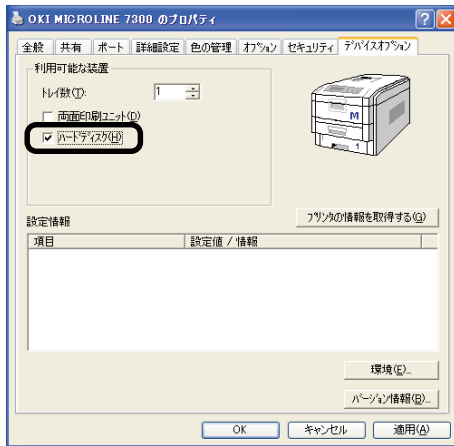 OKI MICROLINE 7300 のプロパティ
全般 共有 ポート 詳細設定 色の管理 オプション セキュリティ デバイスオプション
利用可能な装置
トレイ数(T): 1
両面印刷ユニット(D)
ハードディスク(H)
M
1
プリンタの情報を取得する(G)
設定情報
項目 設定値 / 情報
環境(E)...
バージョン情報(B)...
OK キャンセル 適用(A)